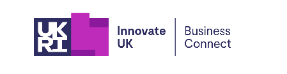 UK
RI
Innovate
UK
Business
Connect